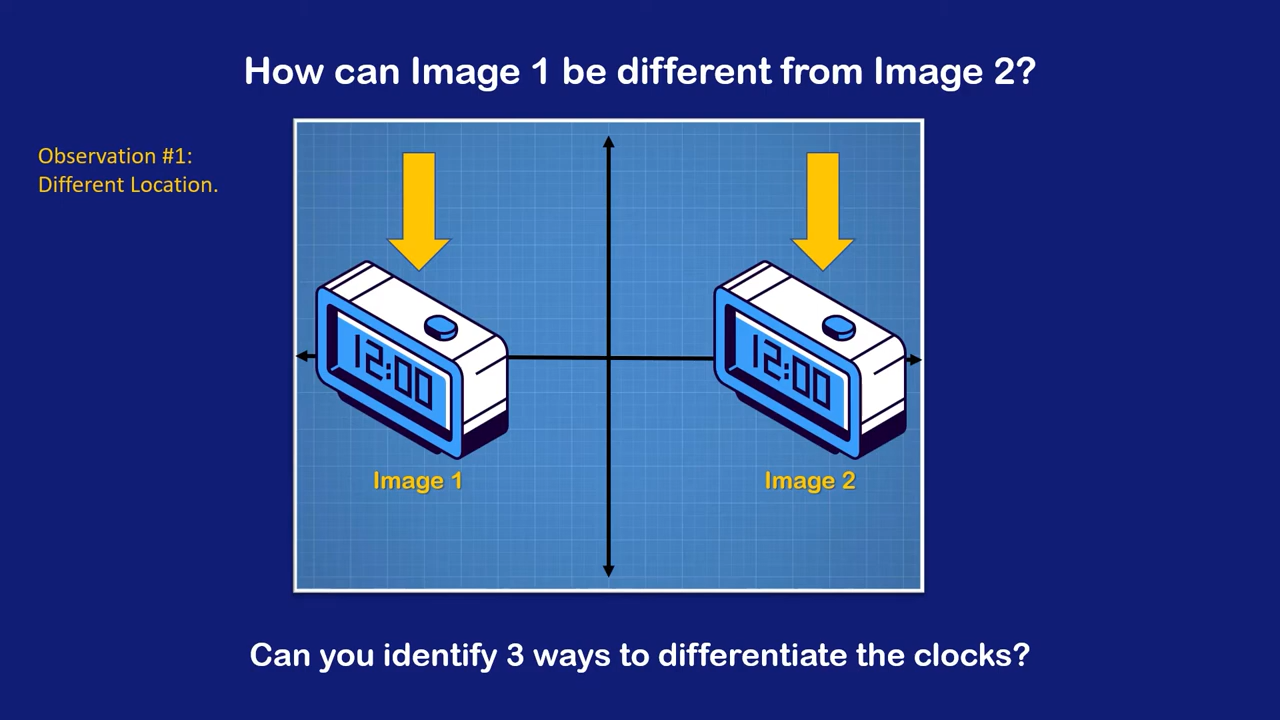 How can Image 1 be different from Image 2?
Observation #1:
Different Location.
12:00
12:00
Image 1
Image 2
Can you identify 3 ways to differentiate the clocks?